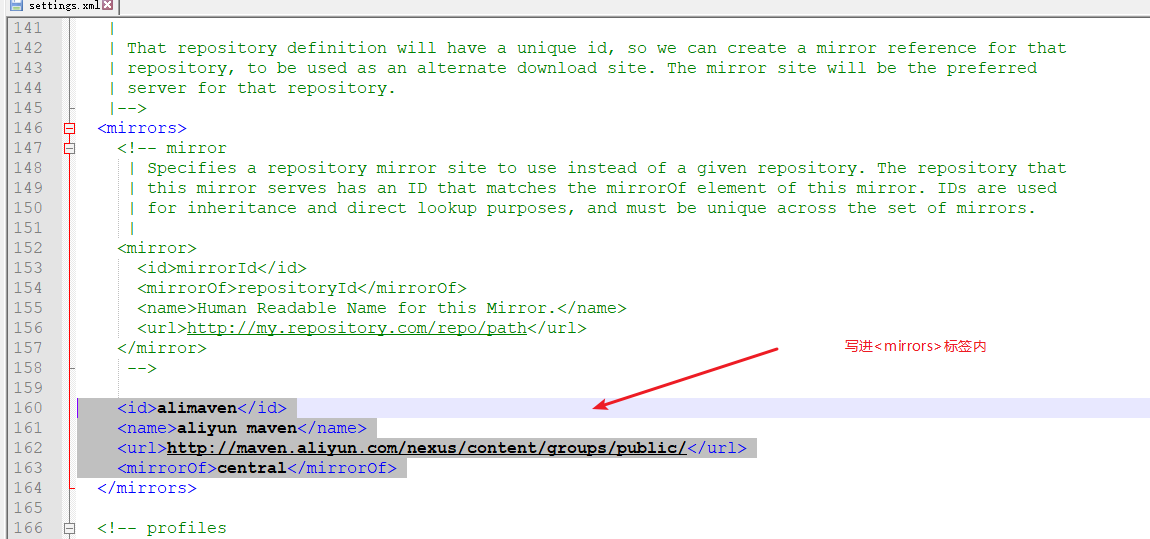 settings.xml
141 |
142 | That repository definition will have a unique id, so we can create a mirror reference for that
143 | repository, to be used as an alternate download site. The mirror site will be the preferred
144 | server for that repository.
145 |-->
146 <mirrors>
147 <!-- mirror
148 | Specifies a repository mirror site to use instead of a given repository. The repository that
149 | this mirror serves has an ID that matches the mirrorOf element of this mirror. IDs are used
150 | for inheritance and direct lookup purposes, and must be unique across the set of mirrors.
151 |
152 <mirror>
153 <id>mirrorId</id>
154 <mirrorOf>repositoryId</mirrorOf>
155 <name>Human Readable Name for this Mirror.</name>
156 <url>http://my.repository.com/repo/path</url>
157 </mirror>
写进<mirrors>标签内
158 -->
159
160 <id>alimaven</id>
161 <name>aliyun maven</name>
162 <url>http://maven.aliyun.com/nexus/content/groups/public/</url>
163 <mirrorOf>central</mirrorOf>
164 </mirrors>
165
166 <!-- profiles